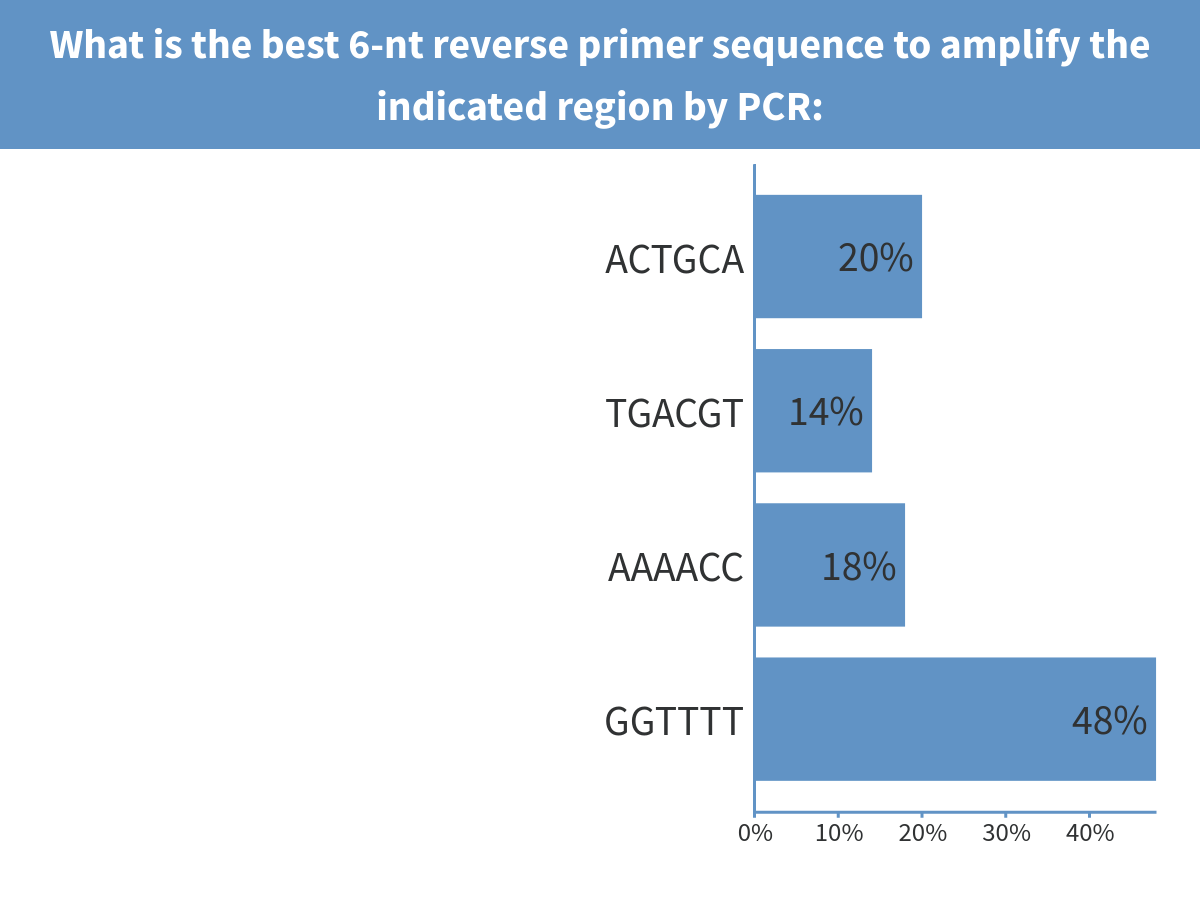 What is the best 6-nt reverse primer sequence to amplify the
indicated region by PCR:
ACTGCA 20%
TGACGT 14%
AAAACC 18%
GGTTTT 48%
0% 10% 20% 30% 40%